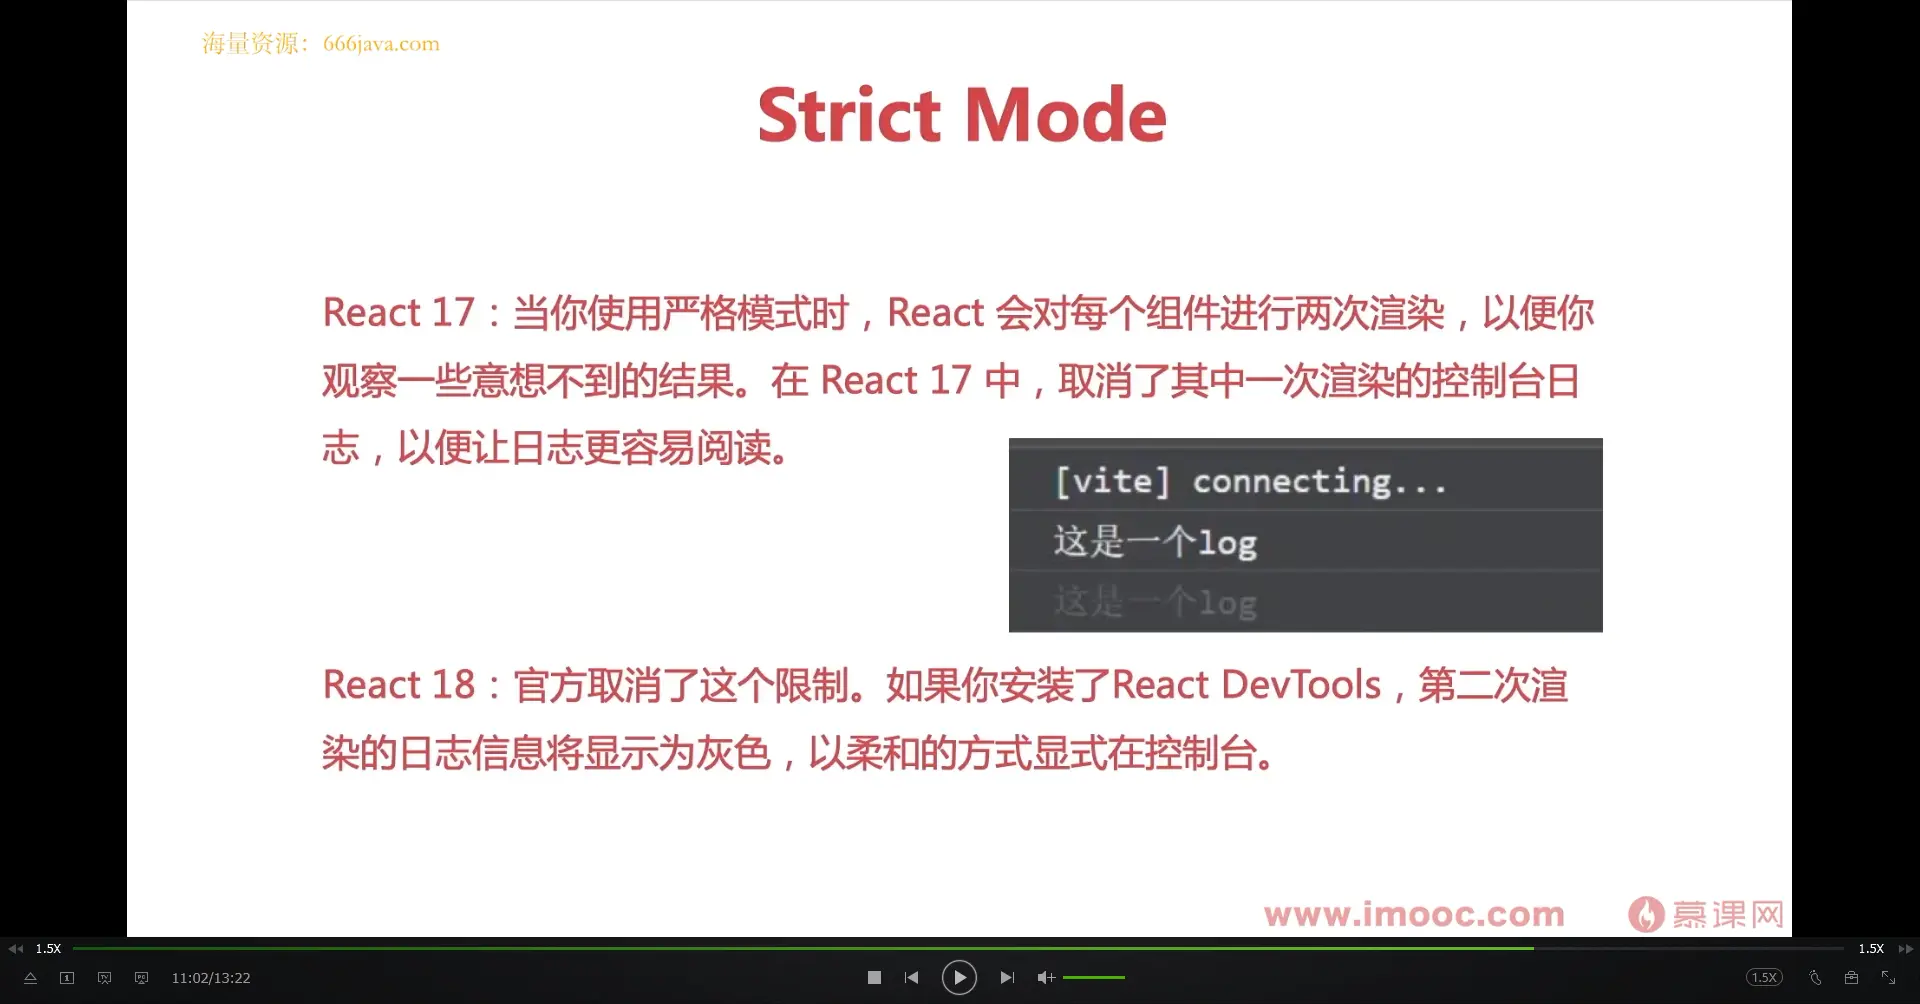 海量资源：666java.com
Strict Mode
React 17：当你使用严格模式时，React 会对每个组件进行两次渲染，以便你
观察一些意想不到的结果。在 React 17 中，取消了其中一次渲染的控制台日
志，以便让日志更容易阅读。
[vite] connecting...
这是一个log
这是一个log
React 18：官方取消了这个限制。如果你安装了React DevTools，第二次渲
染的日志信息将显示为灰色，以柔和的方式显式在控制台。
www.imooc.com 慕课网
1.5X 1.5X
11:02/13:22 1.5X